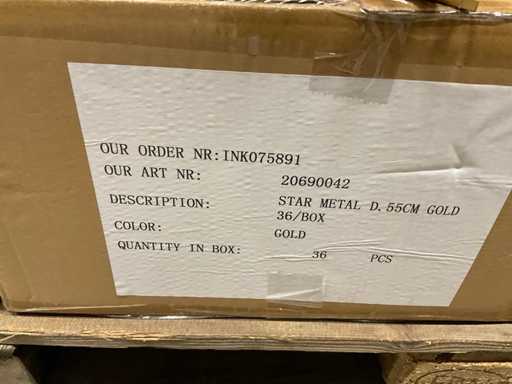 OUR ORDER NR: INK075891
OUR ART NR: 20690042
DESCRIPTION: STAR METAL D.55CM GOLD
36/BOX
COLOR: GOLD
QUANTITY IN BOX: 36 PCS